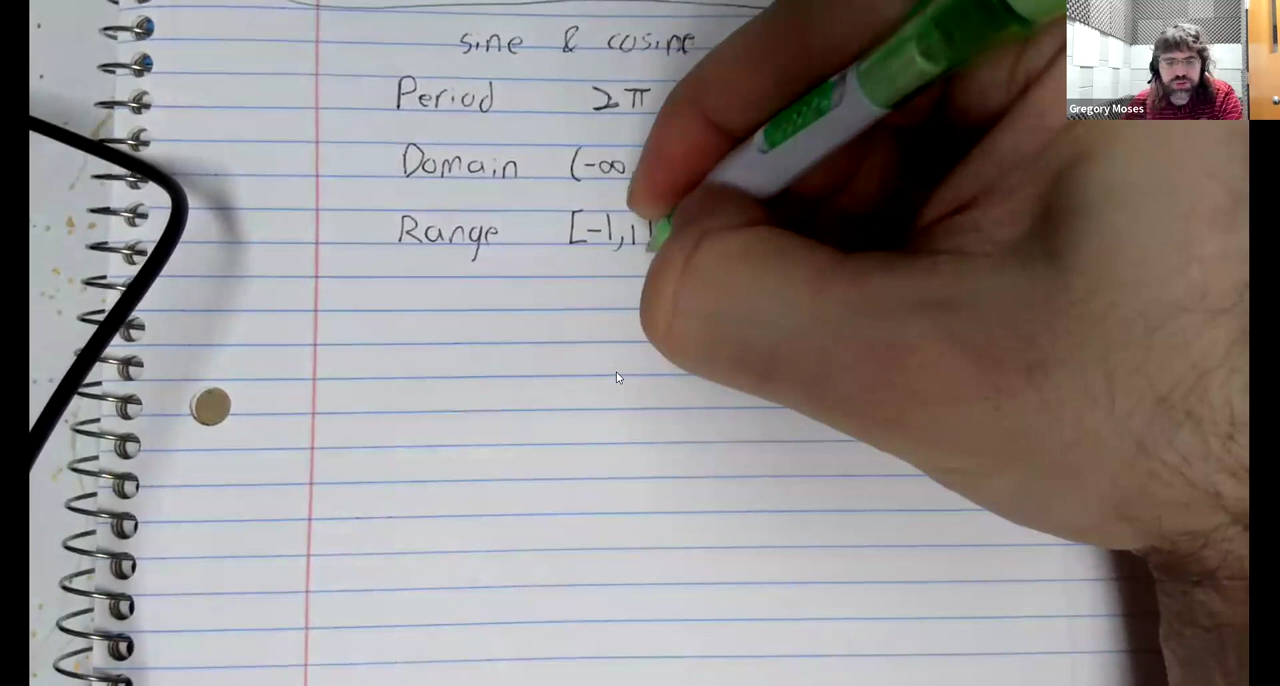 sine & cosine
Period 2π
Domain (-∞,
Range [-1,1]
Gregory Moses